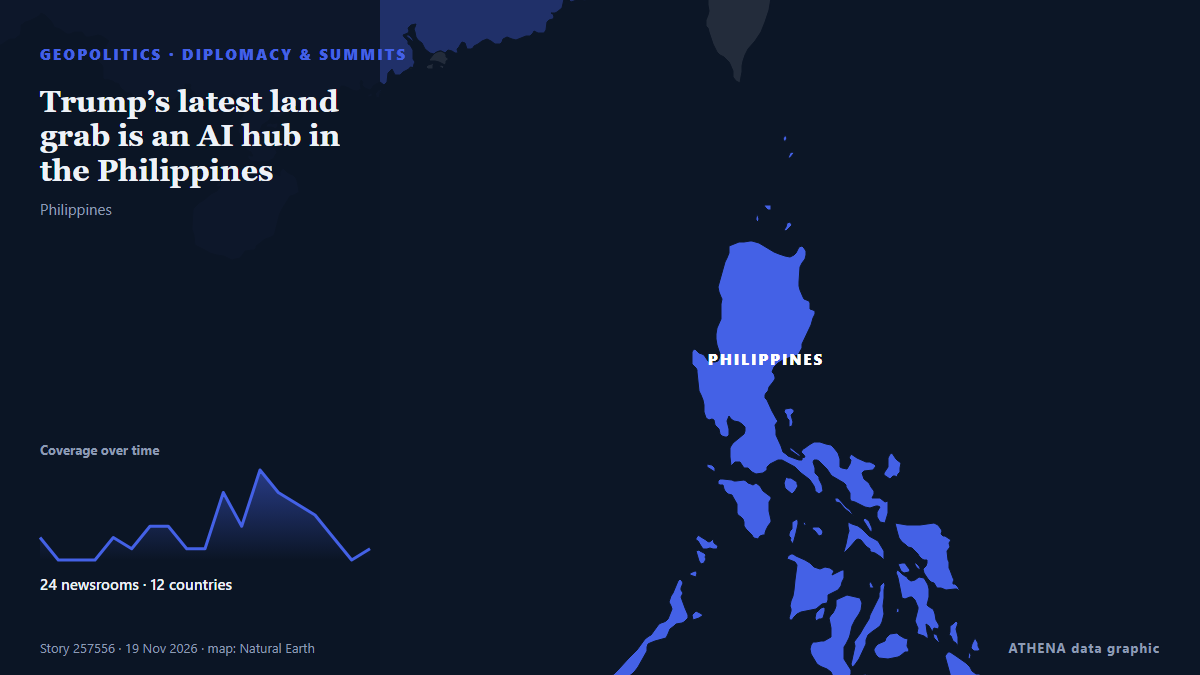 GEOPOLITICS · DIPLOMACY & SUMMITS
Trump’s latest land
grab is an AI hub in
the Philippines
Philippines
PHILIPPINES
Coverage over time
24 newsrooms · 12 countries
Story 257556 · 19 Nov 2026 · map: Natural Earth
ATHENA data graphic